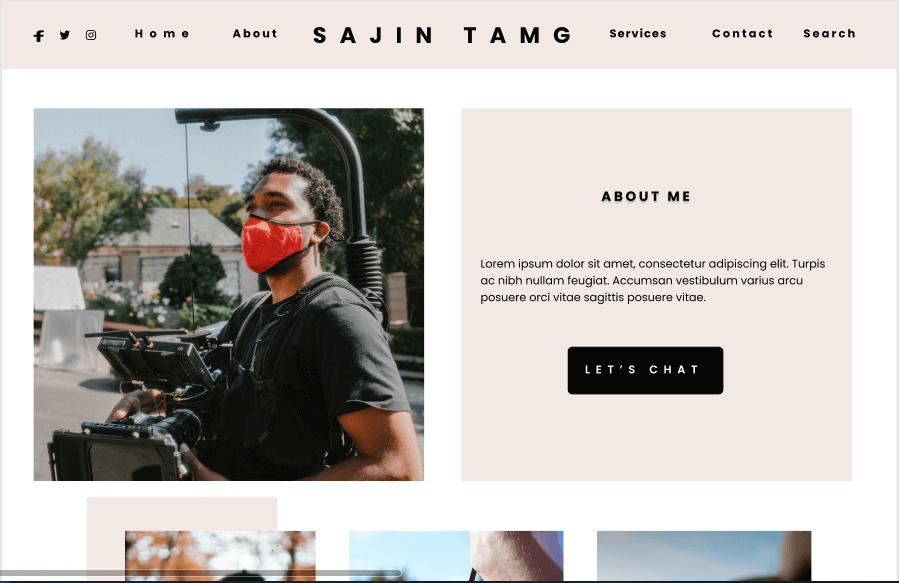 Home About SAJIN TAMG Services Contact Search
ABOUT ME
Lorem ipsum dolor sit amet, consectetur adipiscing elit. Turpis
ac nibh nullam feugiat. Accumsan vestibulum varius arcu
posuere orci vitae sagittis posuere vitae.
LET'S CHAT